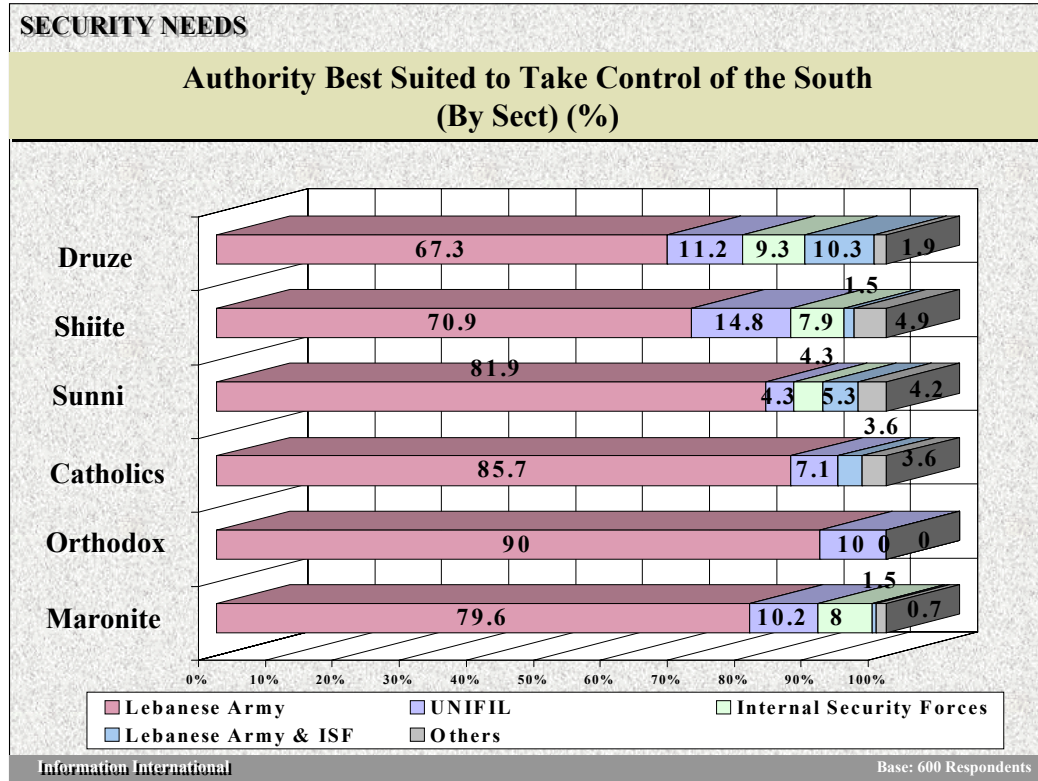 SECURITY NEEDS
Authority Best Suited to Take Control of the South
(By Sect) (%)
Druze
67.3 11.2 9.3 10.3 1.9
1.5
Shiite
70.9 14.8 7.9 4.9
81.9 4.3
Sunni
4.3 5.3 4.2
3.6
Catholics
85.7 7.1 3.6
Orthodox
90 10 0 0
1.5
Maronite
79.6 10.2 8 0.7
0% 10% 20% 30% 40% 50% 60% 70% 80% 90% 100%
Lebanese Army UNIFIL Internal Security Forces
Lebanese Army & ISF Others
Information International Base: 600 Respondents